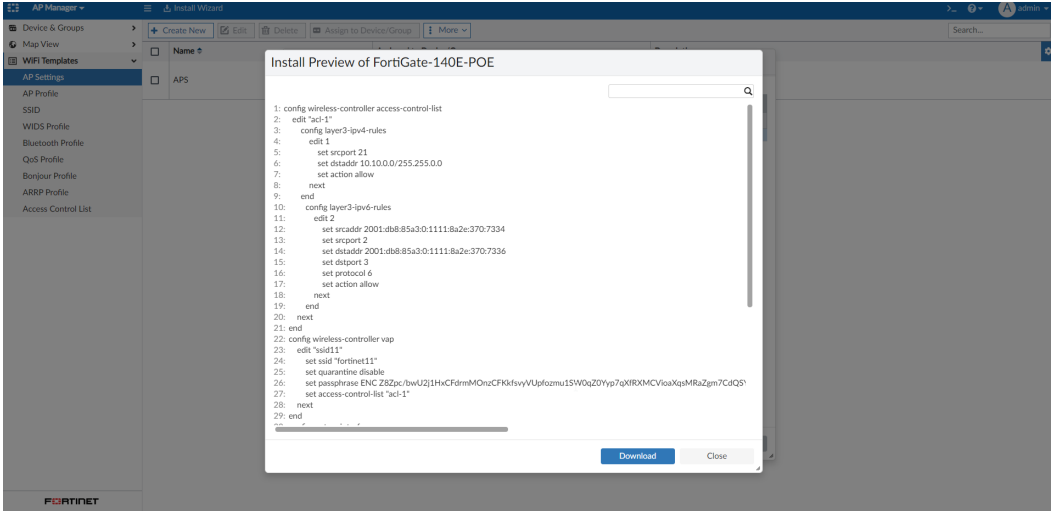 AP Manager
Install Wizard
admin
Device & Groups
Map View
WiFi Templates
AP Settings
AP Profile
SSID
WIDS Profile
Bluetooth Profile
QoS Profile
Bonjour Profile
ARRP Profile
Access Control List
FORTINET
+ Create New Edit Delete Assign to Device/Group More
Search...
Name
APS
Install Preview of FortiGate-140E-POE
1: config wireless-controller access-control-list
2: edit "acl-1"
3: config layer3-ipv4-rules
4: edit 1
5: set srcport 21
6: set dstaddr 10.10.0.0/255.255.0.0
7: set action allow
8: next
9: end
10: config layer3-ipv6-rules
11: edit 2
12: set srcaddr 2001:db8:85a3:0:1111:8a2e:370:7334
13: set srcport 2
14: set dstaddr 2001:db8:85a3:0:1111:8a2e:370:7336
15: set dstport 3
16: set protocol 6
17: set action allow
18: next
19: end
20: next
21: end
22: config wireless-controller vap
23: edit "ssid11"
24: set ssid "fortinet11"
25: set quarantine disable
26: set passphrase ENC Z8Zpc/bwU2j1HxCFdrmMOnzCFKkfsvyVUpfozmu1SW0qZ0Yyp7qXfRXMCVioaXqsMRaZgm7CdQS
27: set access-control-list "acl-1"
28: next
29: end
Download Close